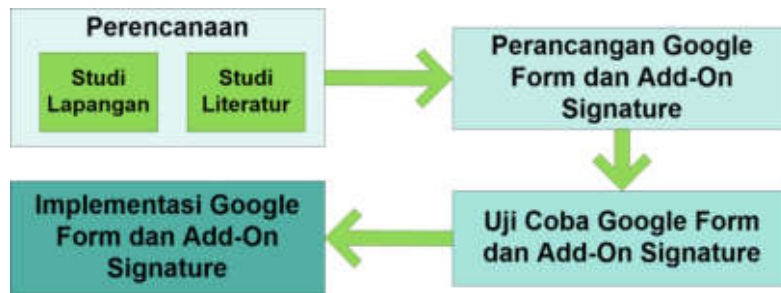 Perencanaan
Studi
Lapangan
Studi
Literatur
Perancangan Google
Form dan Add-On
Signature
Uji Coba Google Form
dan Add-On Signature
Implementasi Google
Form dan Add-On
Signature